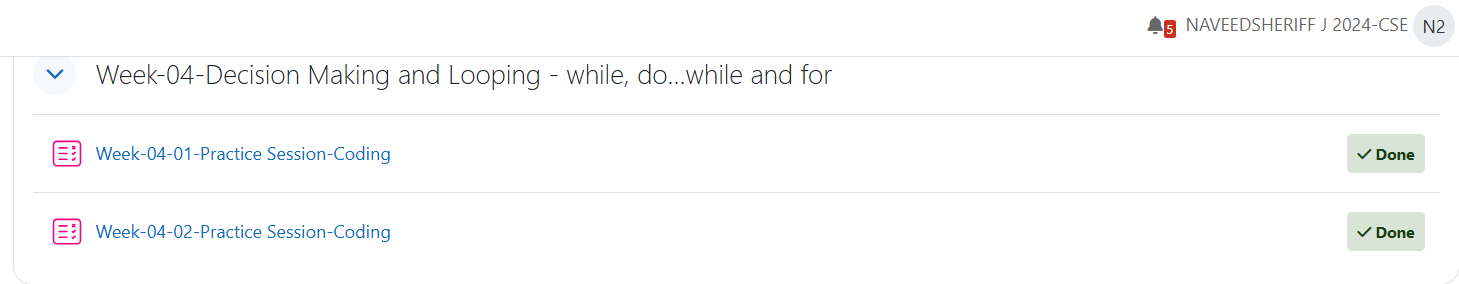 5 NAVEEDSHERIFF J 2024-CSE N2
Week-04-Decision Making and Looping - while, do...while and for
Week-04-01-Practice Session-Coding Done
Week-04-02-Practice Session-Coding Done